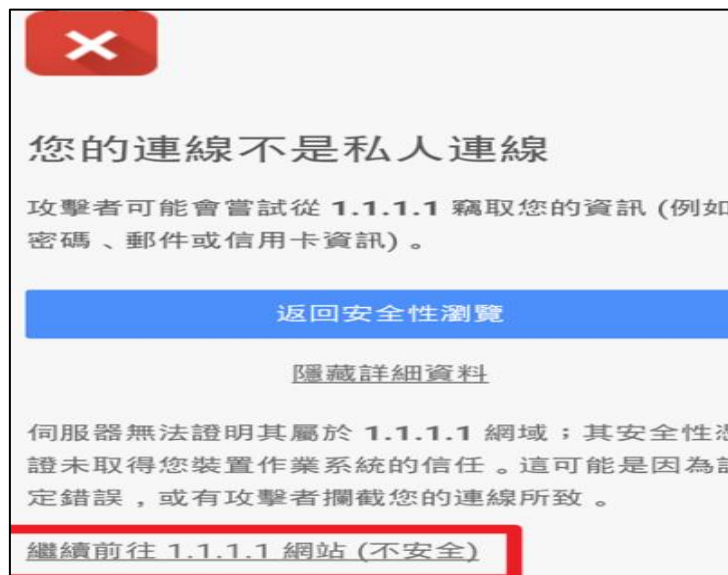 您的連線不是私人連線
攻擊者可能會嘗試從 1.1.1.1 竊取您的資訊 (例如
密碼、郵件或信用卡資訊)。
返回安全性瀏覽
隱藏詳細資料
伺服器無法證明其屬於 1.1.1.1 網域；其安全性憑
證未取得您裝置作業系統的信任。這可能是因為設
定錯誤，或有攻擊者攔截您的連線所致。
繼續前往 1.1.1.1 網站 (不安全)